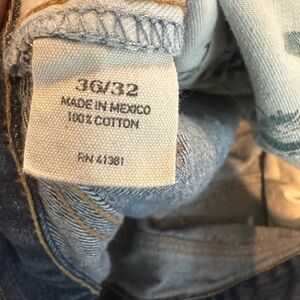 36/32
MADE IN MEXICO
100% COTTON
RN 41381